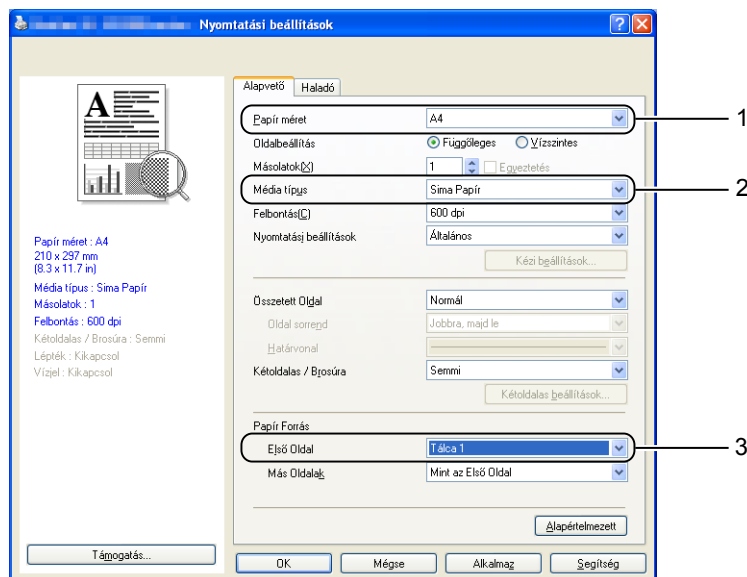 Nyomtatási beállítások
Alapvető Haladó
Papír méret A4 1
Oldalbeállítás Függőleges Vízszintes
Másolatok(X) 1 Egyeztetés
Média típus Sima Papír 2
Felbontás(C) 600 dpi
Nyomtatási beállítások Általános
Kézi beállítások...
Összetett Oldal Normál
Oldal sorrend Jobbra, majd le
Határvonal
Kétoldalas / Brosúra Semmi
Kétoldalas beállítások...
Papír Forrás
Első Oldal Tálca 1 3
Más Oldalak Mint az Első Oldal
Alapértelmezett
A
Papír méret : A4
210 x 297 mm
(8.3 x 11.7 in)
Média típus : Sima Papír
Másolatok : 1
Felbontás : 600 dpi
Kétoldalas / Brosúra : Semmi
Lépték : Kikapcsol
Vízjel : Kikapcsol
Támogatás...
OK Mégse Alkalmaz Segítség